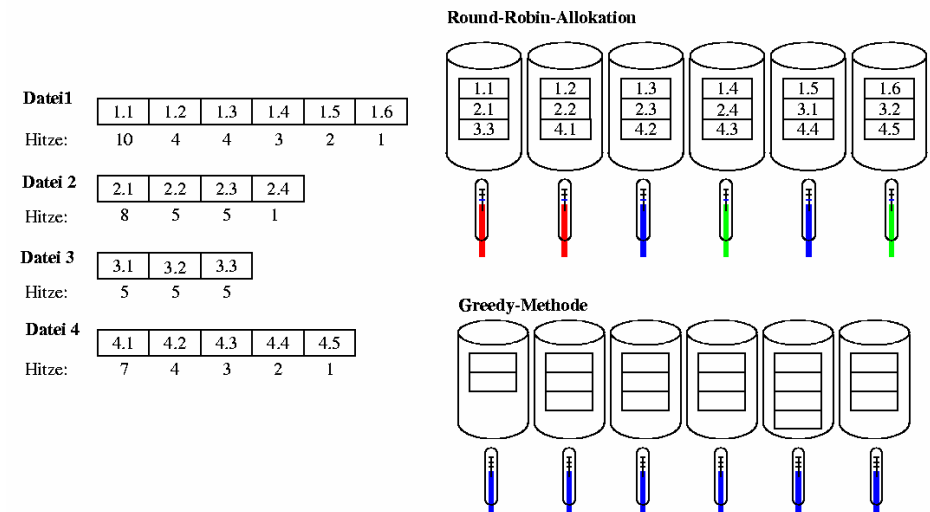 Round-Robin-Allokation
Datei1 1.1 1.2 1.3 1.4 1.5 1.6
Hitze: 10 4 4 3 2 1
Datei 2 2.1 2.2 2.3 2.4
Hitze: 8 5 5 1
Datei 3 3.1 3.2 3.3
Hitze: 5 5 5
Datei 4 4.1 4.2 4.3 4.4 4.5
Hitze: 7 4 3 2 1
1.1 1.2 1.3 1.4 1.5 1.6
2.1 2.2 2.3 2.4 3.1 3.2
3.3 4.1 4.2 4.3 4.4 4.5
Greedy-Methode